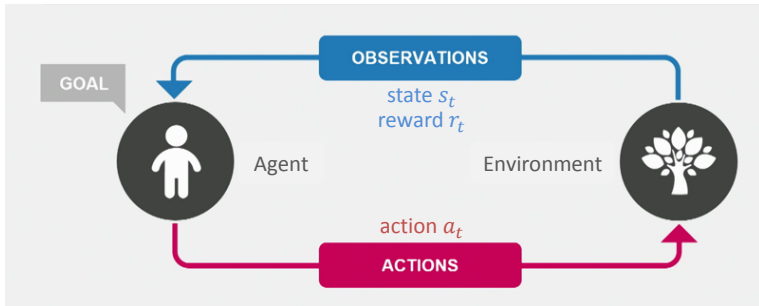 OBSERVATIONS
GOAL
state s_t
reward r_t
Agent
Environment
action a_t
ACTIONS